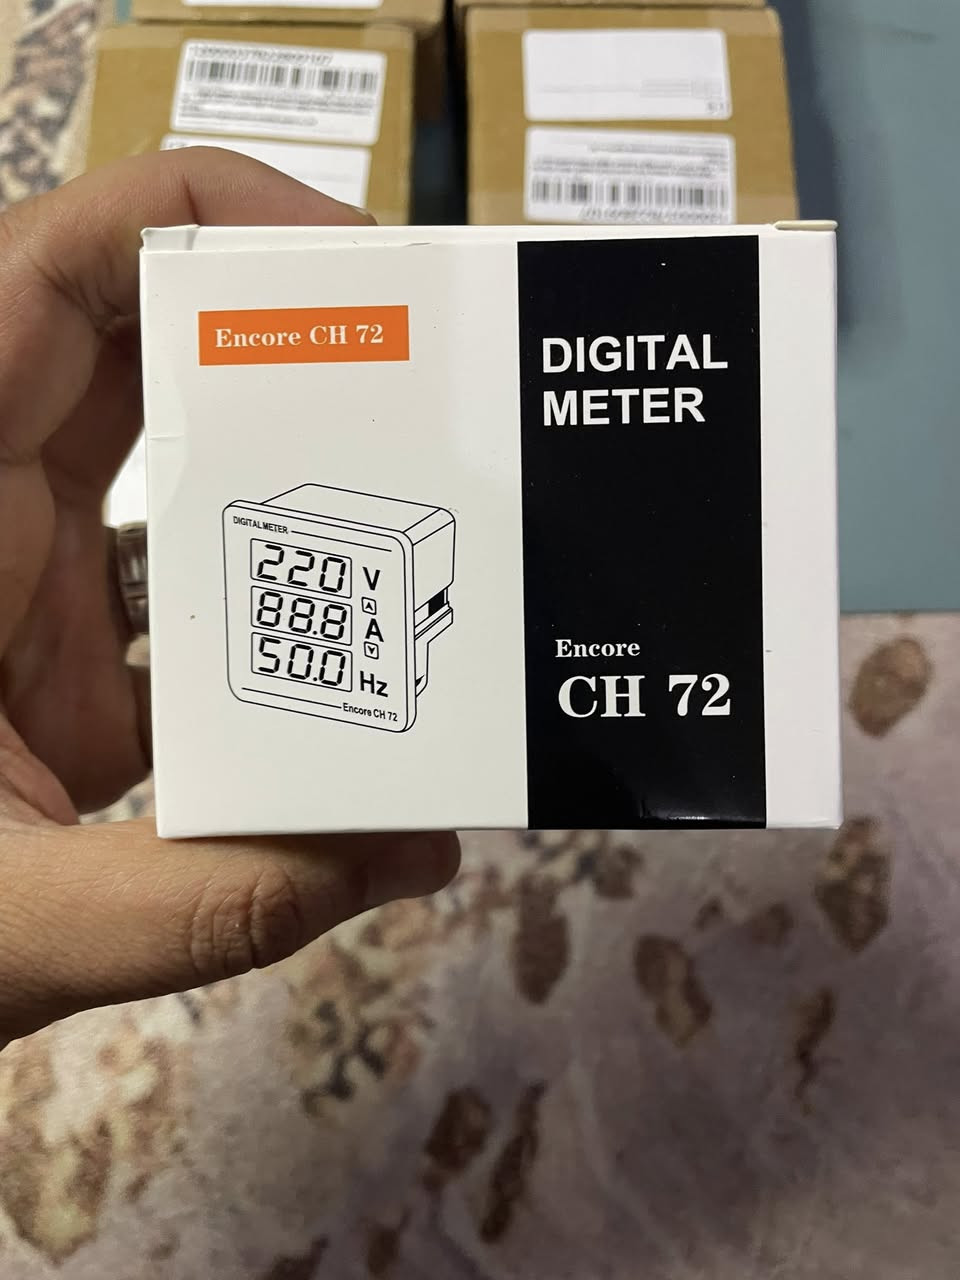 Encore CH 72
DIGITAL
METER
DIGITAL METER
220 V
88.8 A
50.0 Hz
Encore CH 72
Encore
CH 72